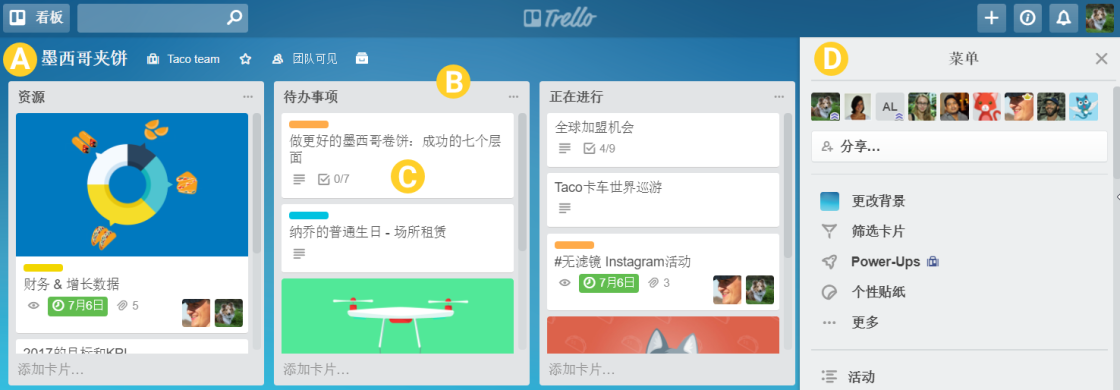 看板
Trello
A
墨西哥夹饼
Taco team
团队可见
B
D
菜单
资源
财务 & 增长数据
7月6日
5
2017的目标和KPI
添加卡片…
待办事项
做更好的墨西哥卷饼：成功的七个层
面
0/7
C
纳乔的普通生日 - 场所租赁
添加卡片…
正在进行
全球加盟机会
4/9
Taco卡车世界巡游
#无滤镜 Instagram活动
7月6日
3
添加卡片…
AL
分享…
更改背景
筛选卡片
Power-Ups
个性贴纸
更多
活动